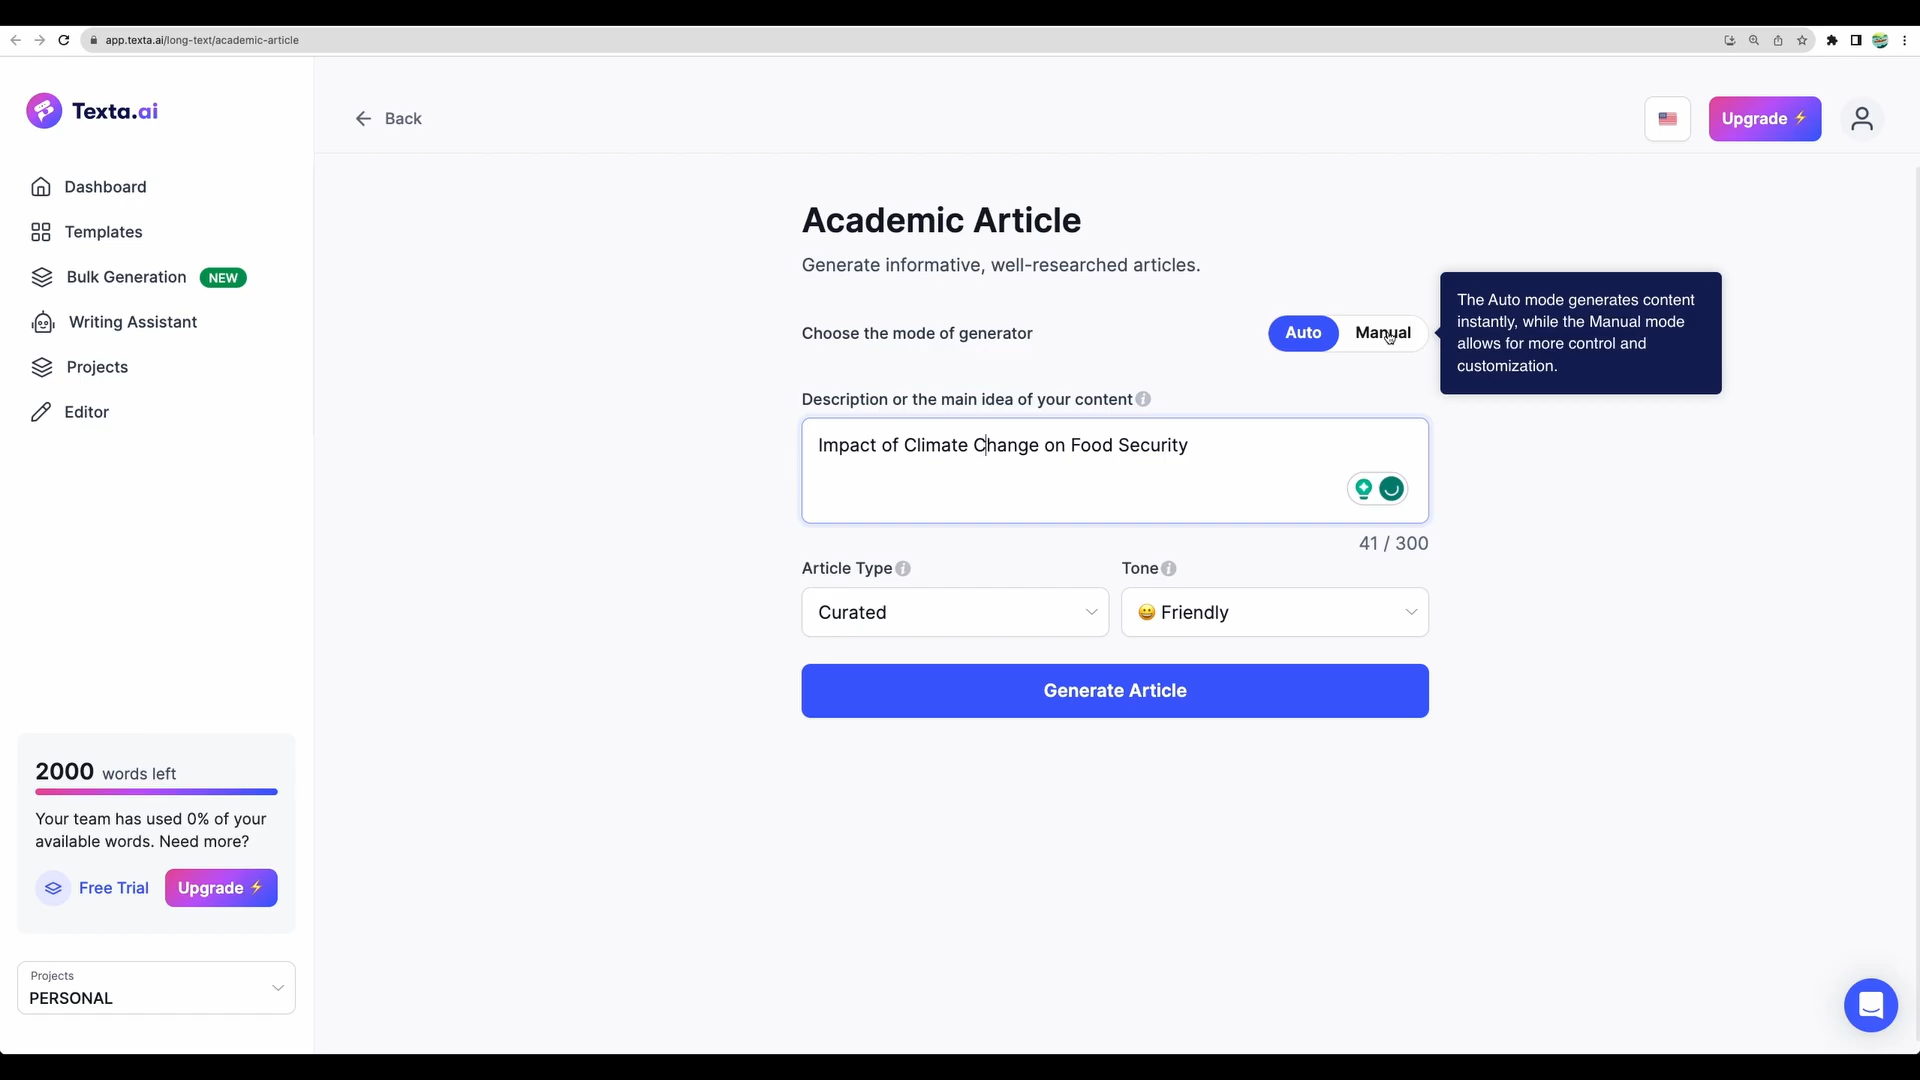 app.texta.ai/long-text/academic-article
Texta.ai
Back
Upgrade
Dashboard
Templates
Bulk Generation NEW
Writing Assistant
Projects
Editor
Academic Article
Generate informative, well-researched articles.
Choose the mode of generator
Auto
Manual
The Auto mode generates content
instantly, while the Manual mode
allows for more control and
customization.
Description or the main idea of your content
Impact of Climate Change on Food Security
41 / 300
Article Type
Tone
Curated
😀 Friendly
Generate Article
2000 words left
Your team has used 0% of your
available words. Need more?
Free Trial
Upgrade
Projects
PERSONAL